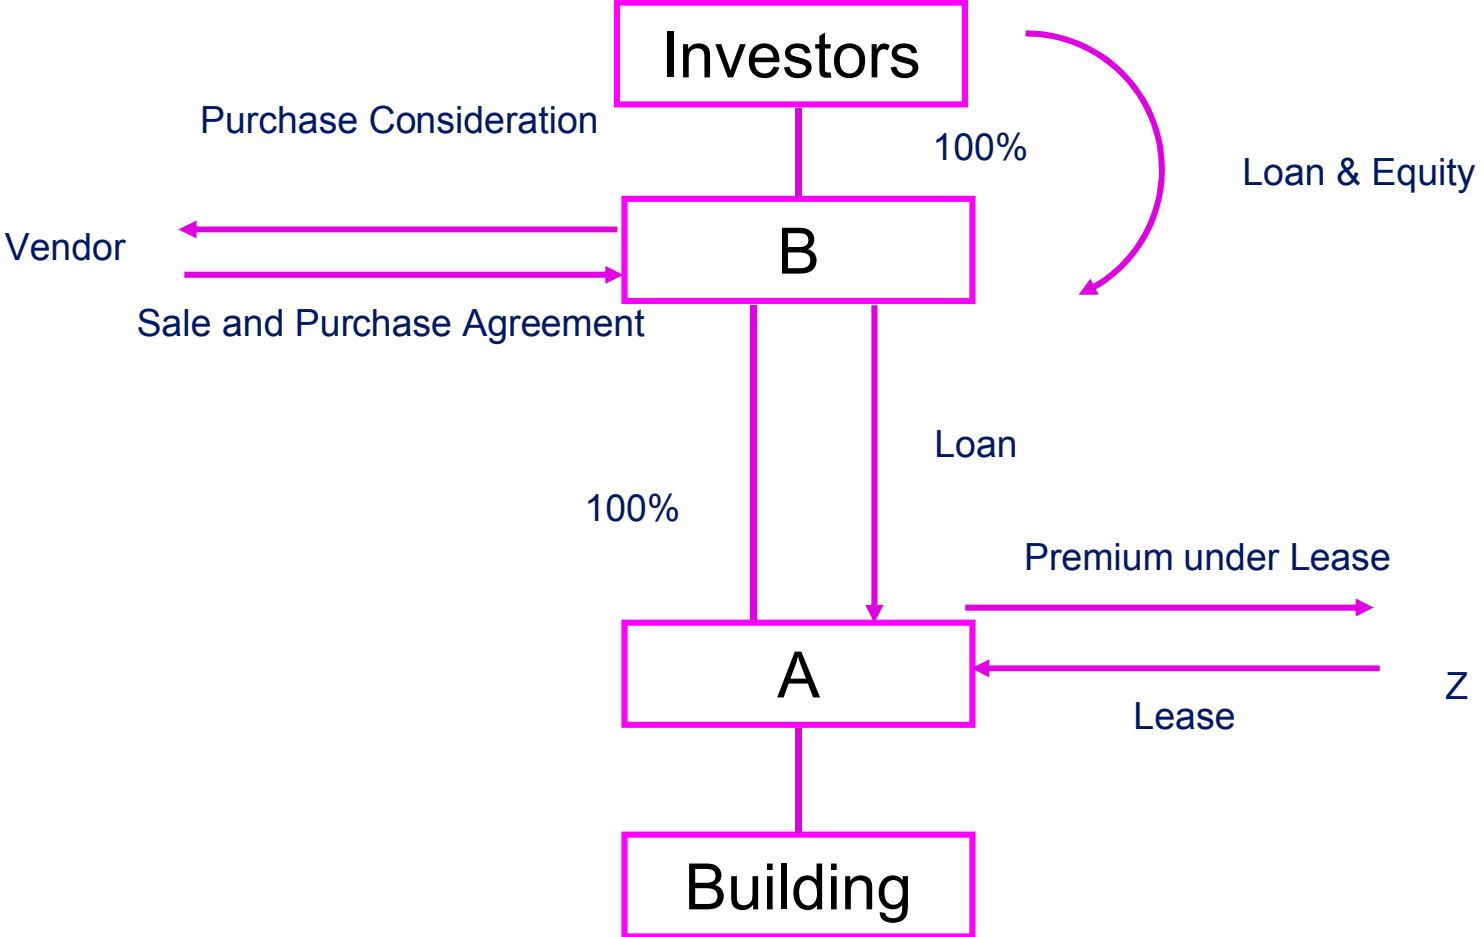 Investors
Purchase Consideration
100%
Loan & Equity
Vendor
B
Sale and Purchase Agreement
Loan
100%
Premium under Lease
A
Z
Lease
Building